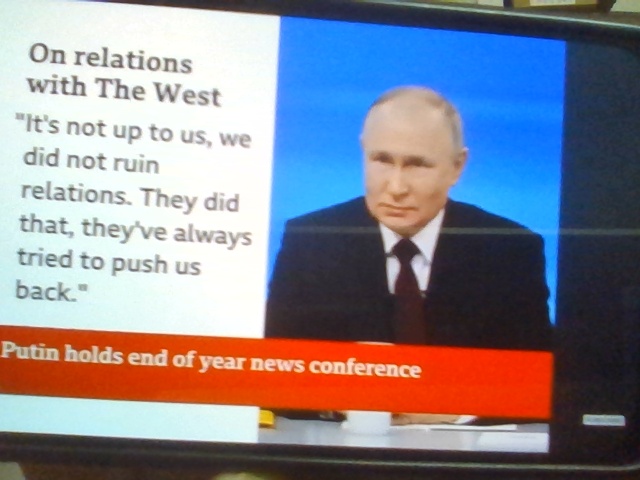 On relations
with The West
"It's not up to us, we
did not ruin
relations. They did
that, they've always
tried to push us
back."
Putin holds end of year news conference